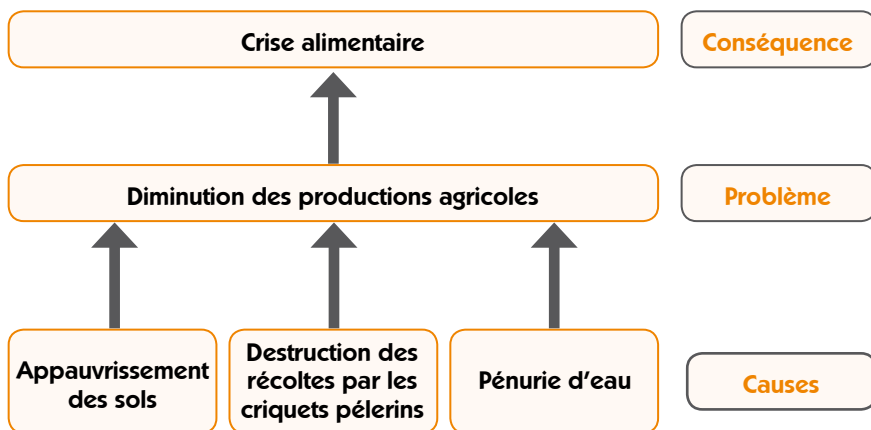 Crise alimentaire
Conséquence
Diminution des productions agricoles
Problème
Appauvrissement
des sols
Destruction des
récoltes par les
criquets pélerins
Pénurie d’eau
Causes